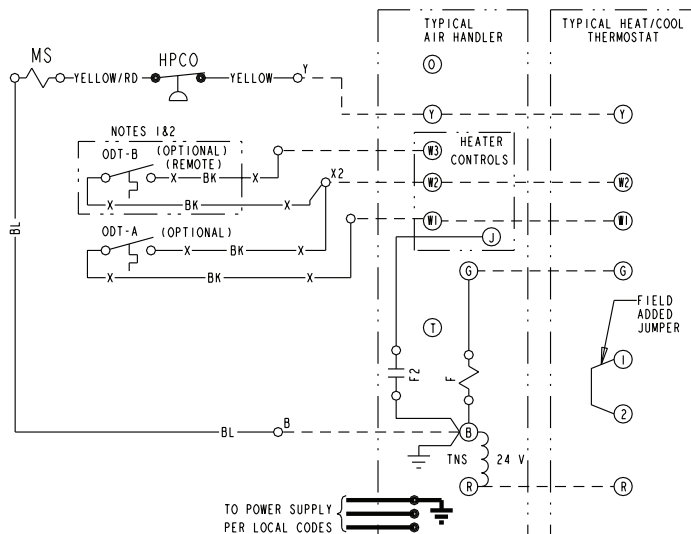 TYPICAL
AIR HANDLER
TYPICAL HEAT/COOL
THERMOSTAT
MS
HPCO
O
YELLOW/RD
YELLOW
Y
Y
Y
NOTES 1&2
ODT-B
(OPTIONAL)
(REMOTE)
W3
HEATER
CONTROLS
X
BK
X
X2
W2
W2
X
BK
X
BL
ODT-A
(OPTIONAL)
W1
W1
X
BK
X
J
X
BK
X
G
G
FIELD
ADDED
JUMPER
T
1
F2
F
2
BL
B
B
TNS
24 V
R
R
TO POWER SUPPLY
PER LOCAL CODES